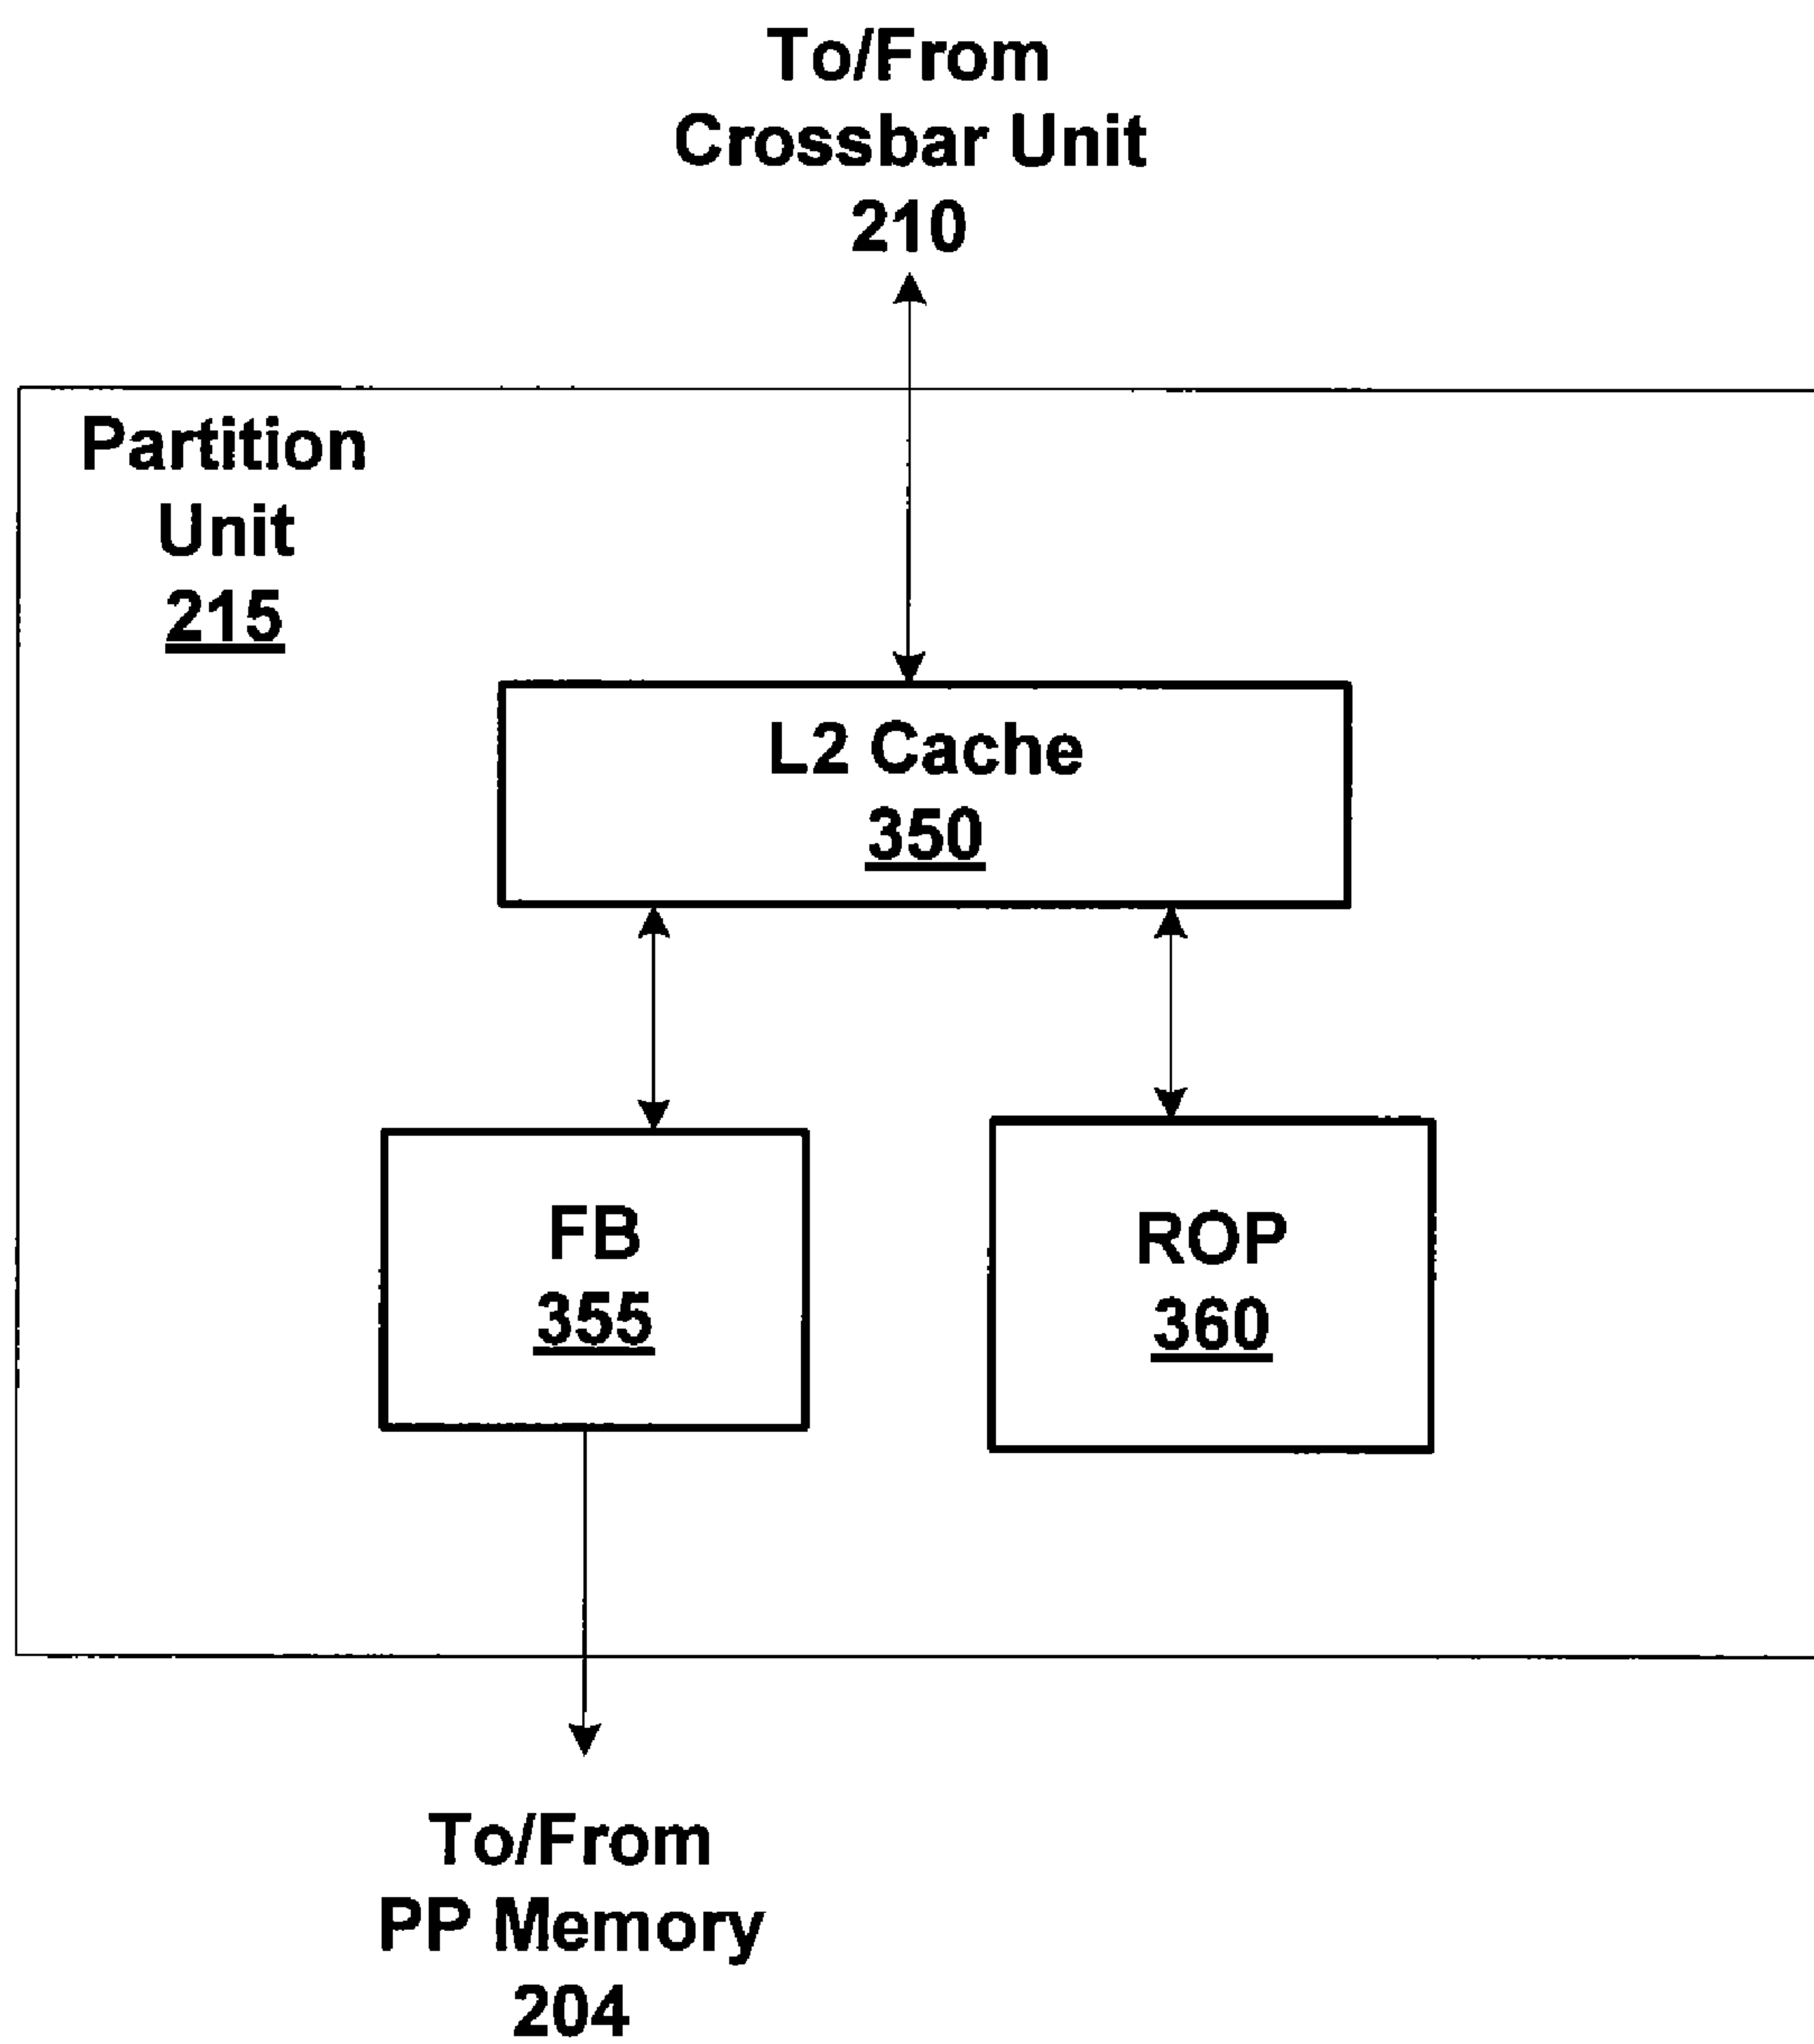 To/From
Crossbar Unit
210
Partition
Unit
215
L2 Cache
350
FB
355
ROP
360
To/From
PP Memory
204